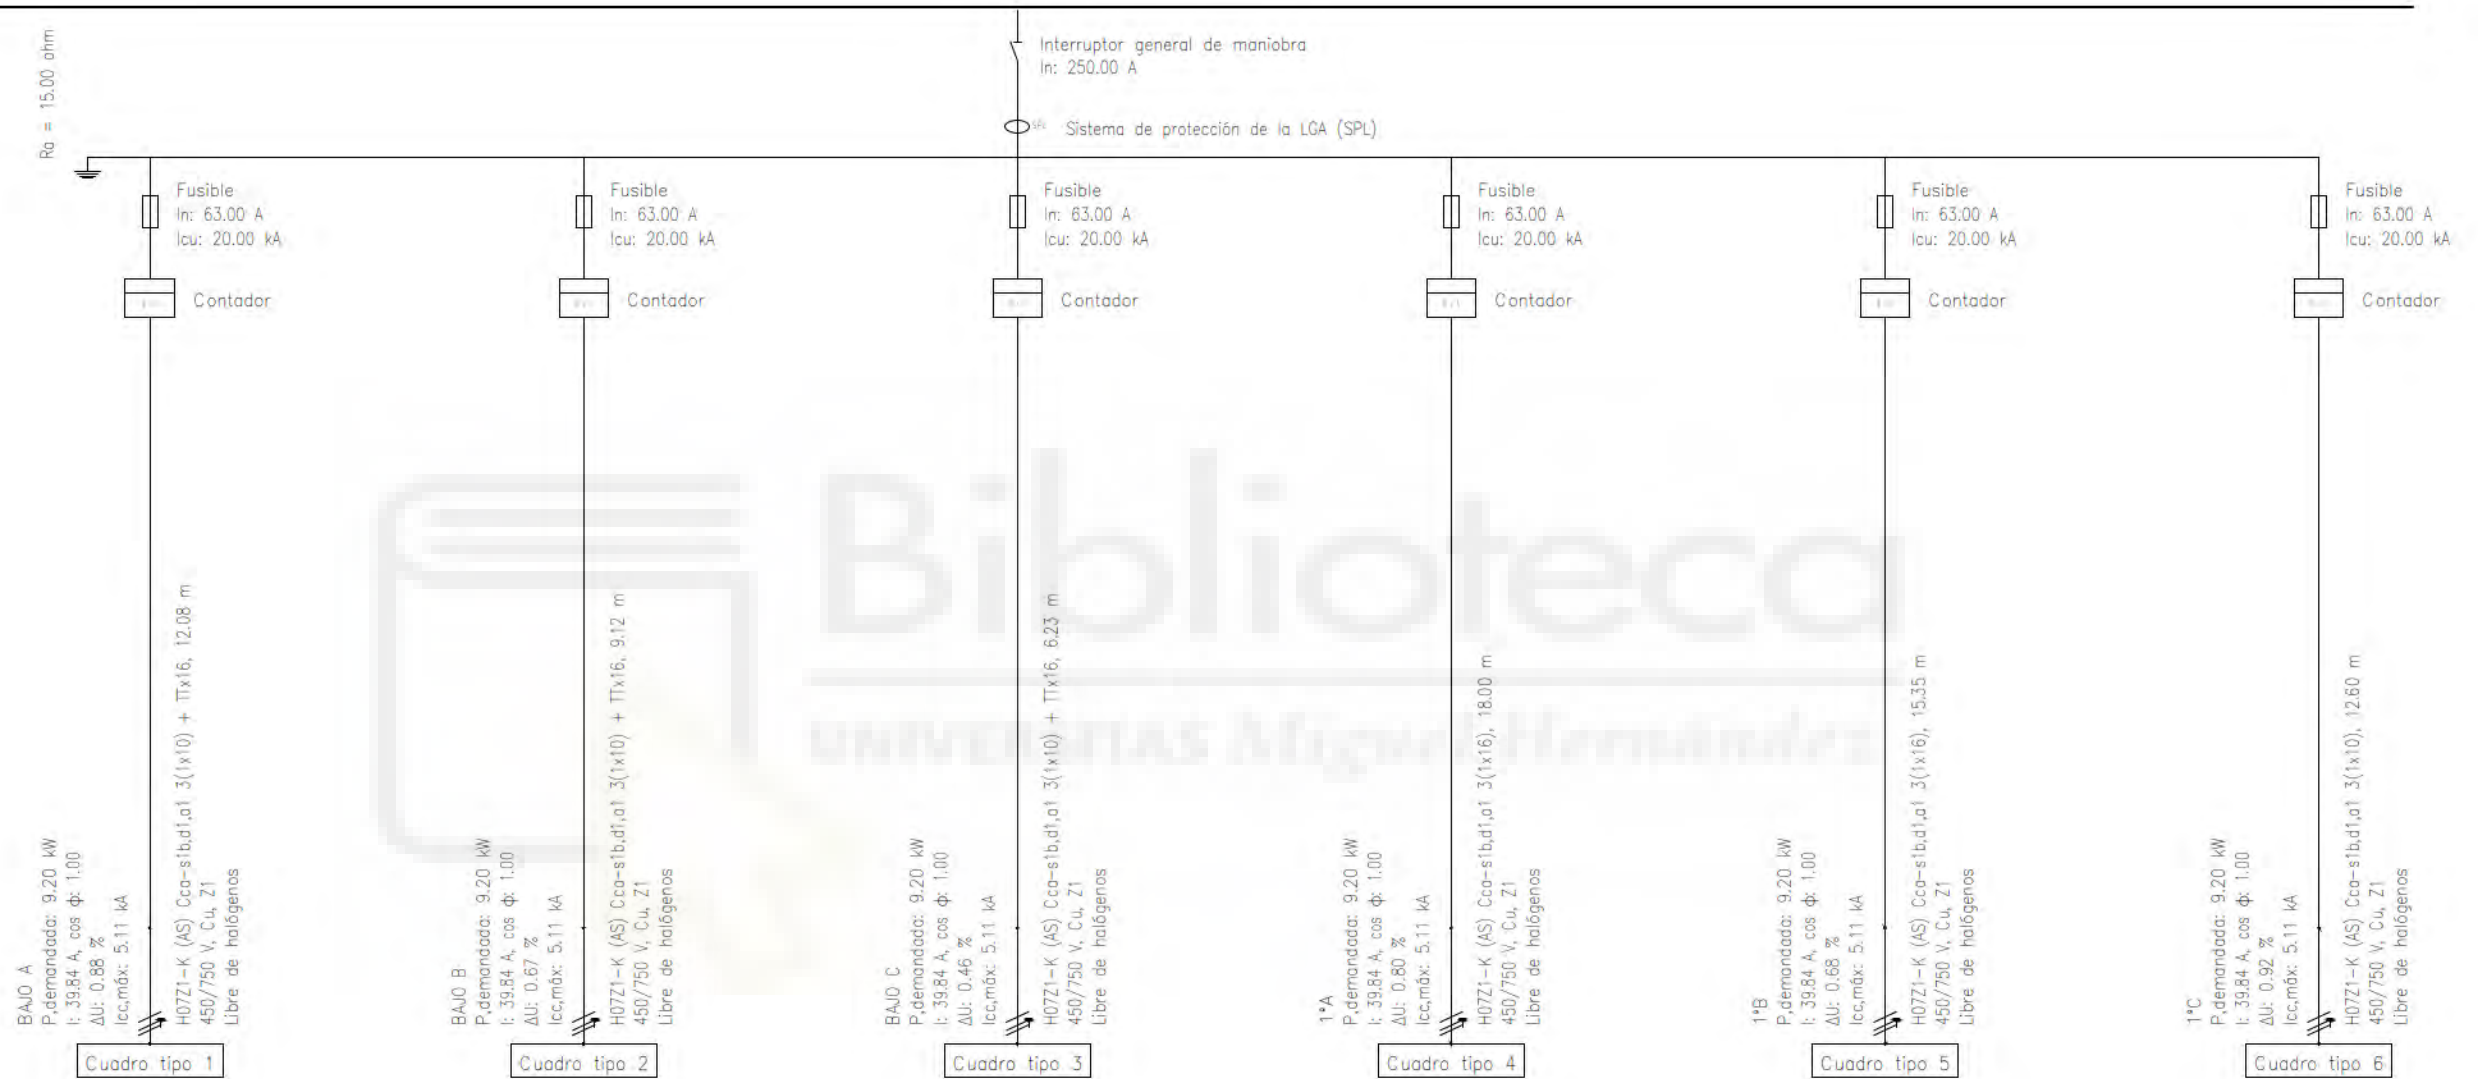 Ra = 15.00 ohm
Interruptor general de maniobra
In: 250.00 A
SPL
Sistema de protección de la LGA (SPL)
Fusible
In: 63.00 A
Icu: 20.00 kA
Contador
Fusible
In: 63.00 A
Icu: 20.00 kA
Contador
Fusible
In: 63.00 A
Icu: 20.00 kA
Contador
Fusible
In: 63.00 A
Icu: 20.00 kA
Contador
Fusible
In: 63.00 A
Icu: 20.00 kA
Contador
Fusible
In: 63.00 A
Icu: 20.00 kA
Contador
Biblioteca
UNIVERSITAS Miguel Hernández
BAJO A
P,demandada: 9.20 kW
I: 39.84 A, cos φ: 1.00
ΔU: 0.88 %
Icc,máx: 5.11 kA
H07Z1-K (AS) Cca-s1b,d1,a1 3(1x10) + TTx16, 12.08 m
450/750 V, Cu, Z1
Libre de halógenos
Cuadro tipo 1
BAJO B
P,demandada: 9.20 kW
I: 39.84 A, cos φ: 1.00
ΔU: 0.67 %
Icc,máx: 5.11 kA
H07Z1-K (AS) Cca-s1b,d1,a1 3(1x10) + TTx16, 9.12 m
450/750 V, Cu, Z1
Libre de halógenos
Cuadro tipo 2
BAJO C
P,demandada: 9.20 kW
I: 39.84 A, cos φ: 1.00
ΔU: 0.46 %
Icc,máx: 5.11 kA
H07Z1-K (AS) Cca-s1b,d1,a1 3(1x10) + TTx16, 6.23 m
450/750 V, Cu, Z1
Libre de halógenos
Cuadro tipo 3
1ªA
P,demandada: 9.20 kW
I: 39.84 A, cos φ: 1.00
ΔU: 0.80 %
Icc,máx: 5.11 kA
H07Z1-K (AS) Cca-s1b,d1,a1 3(1x16), 18.00 m
450/750 V, Cu, Z1
Libre de halógenos
Cuadro tipo 4
1ªB
P,demandada: 9.20 kW
I: 39.84 A, cos φ: 1.00
ΔU: 0.68 %
Icc,máx: 5.11 kA
H07Z1-K (AS) Cca-s1b,d1,a1 3(1x16), 15.35 m
450/750 V, Cu, Z1
Libre de halógenos
Cuadro tipo 5
1ªC
P,demandada: 9.20 kW
I: 39.84 A, cos φ: 1.00
ΔU: 0.92 %
Icc,máx: 5.11 kA
H07Z1-K (AS) Cca-s1b,d1,a1 3(1x10), 12.60 m
450/750 V, Cu, Z1
Libre de halógenos
Cuadro tipo 6